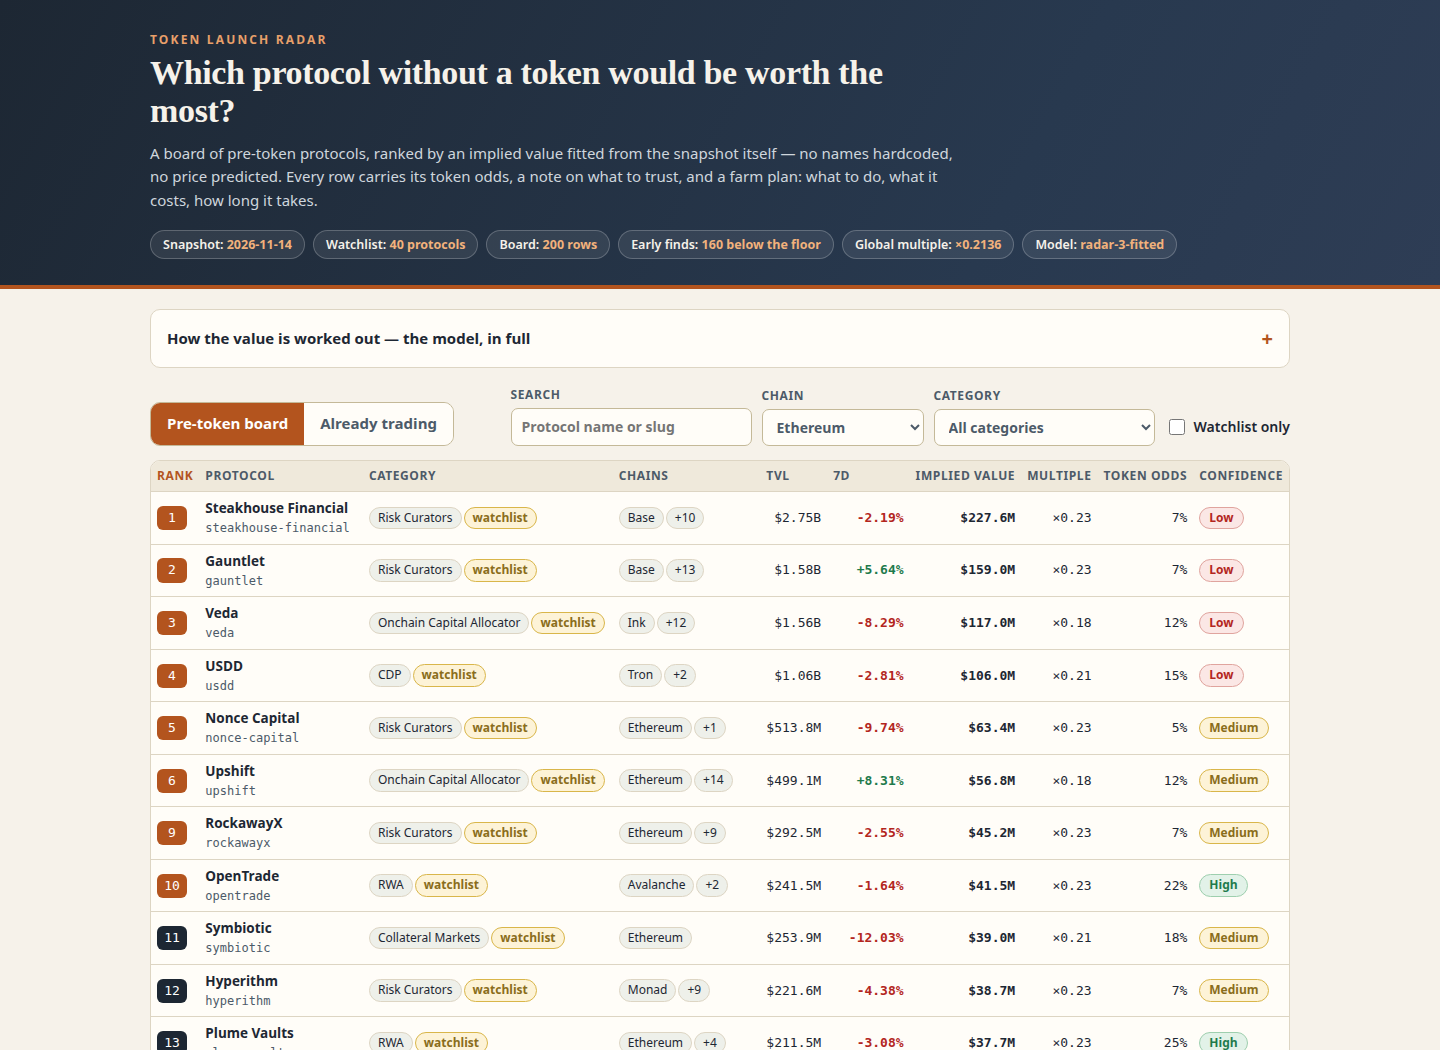 TOKEN LAUNCH RADAR
Which protocol without a token would be worth the
most?
A board of pre-token protocols, ranked by an implied value fitted from the snapshot itself — no names hardcoded,
no price predicted. Every row carries its token odds, a note on what to trust, and a farm plan: what to do, what it
costs, how long it takes.
Snapshot: 2026-11-14 Watchlist: 40 protocols Board: 200 rows Early finds: 160 below the floor Global multiple: ×0.2136 Model: radar-3-fitted
How the value is worked out — the model, in full +
SEARCH CHAIN CATEGORY
Pre-token board Already trading Protocol name or slug Ethereum All categories Watchlist only
RANK PROTOCOL CATEGORY CHAINS TVL 7D IMPLIED VALUE MULTIPLE TOKEN ODDS CONFIDENCE
1 Steakhouse Financial Risk Curators watchlist Base +10 $2.75B -2.19% $227.6M ×0.23 7% Low
steakhouse-financial
2 Gauntlet Risk Curators watchlist Base +13 $1.58B +5.64% $159.0M ×0.23 7% Low
gauntlet
3 Veda Onchain Capital Allocator watchlist Ink +12 $1.56B -8.29% $117.0M ×0.18 12% Low
veda
4 USDD CDP watchlist Tron +2 $1.06B -2.81% $106.0M ×0.21 15% Low
usdd
5 Nonce Capital Risk Curators watchlist Ethereum +1 $513.8M -9.74% $63.4M ×0.23 5% Medium
nonce-capital
6 Upshift Onchain Capital Allocator watchlist Ethereum +14 $499.1M +8.31% $56.8M ×0.18 12% Medium
upshift
9 RockawayX Risk Curators watchlist Ethereum +9 $292.5M -2.55% $45.2M ×0.23 7% Medium
rockawayx
10 OpenTrade RWA watchlist Avalanche +2 $241.5M -1.64% $41.5M ×0.23 22% High
opentrade
11 Symbiotic Collateral Markets watchlist Ethereum $253.9M -12.03% $39.0M ×0.21 18% Medium
symbiotic
12 Hyperithm Risk Curators watchlist Monad +9 $221.6M -4.38% $38.7M ×0.23 7% Medium
hyperithm
13 Plume Vaults RWA watchlist Ethereum +4 $211.5M -3.08% $37.7M ×0.23 25% High